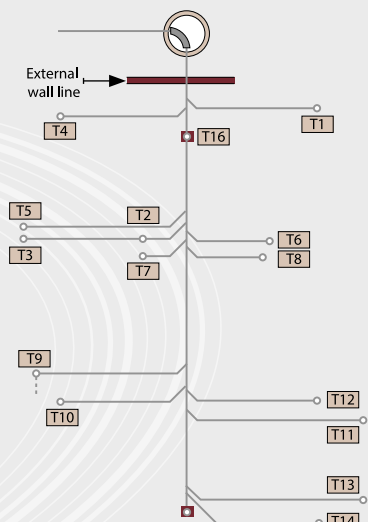 External
wall line
T4
T1
T16
T5
T2
T3
T6
T7
T8
T9
T10
T12
T11
T13
T14